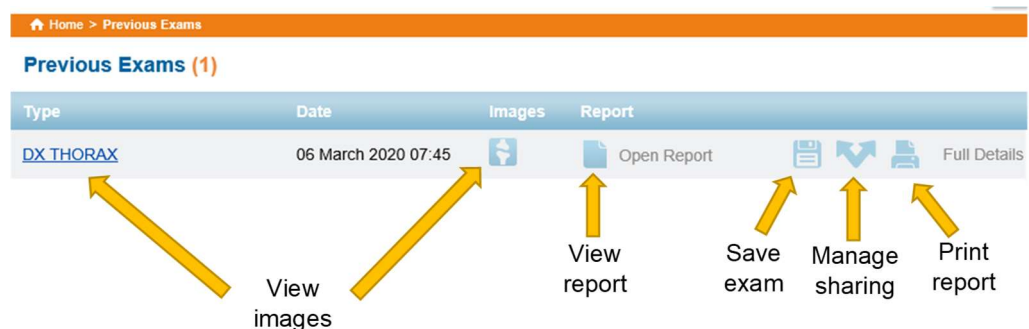 Home > Previous Exams
Previous Exams (1)
Type Date Images Report
DX THORAX 06 March 2020 07:45 Open Report Full Details
View
images
View
report
Save
exam
Manage
sharing
Print
report